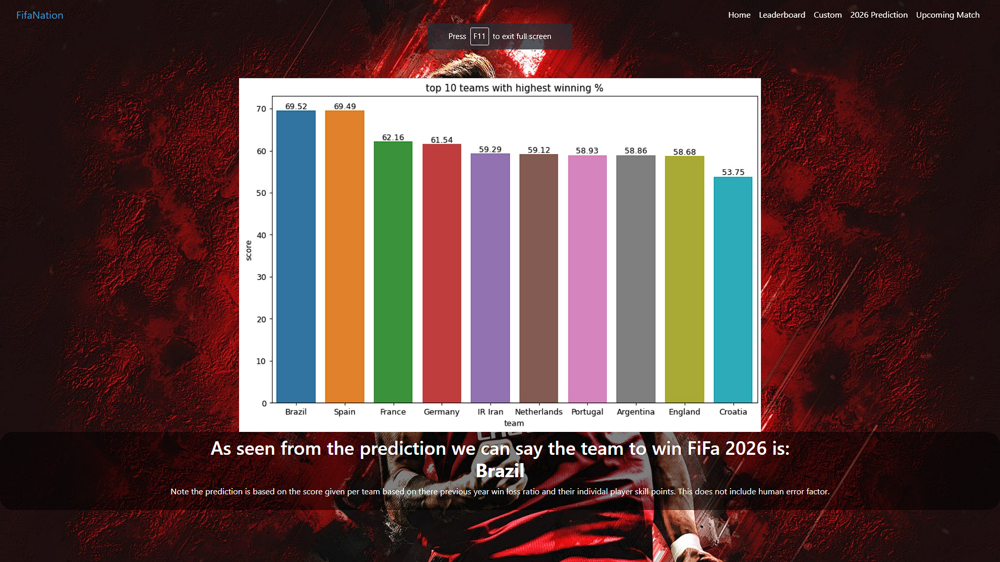 FifaNation
Home Leaderboard Custom 2026 Prediction Upcoming Match
Press F11 to exit full screen
top 10 teams with highest winning %
69.52 69.49 62.16 61.54 59.29 59.12 58.93 58.86 58.68 53.75
70
60
50
40
30
20
10
0
score
Brazil Spain France Germany IR Iran Netherlands Portugal Argentina England Croatia
team
As seen from the prediction we can say the team to win FiFa 2026 is:
Brazil
Note the prediction is based on the score given per team based on there previous year win loss ratio and their individal player skill points. This does not include human error factor.